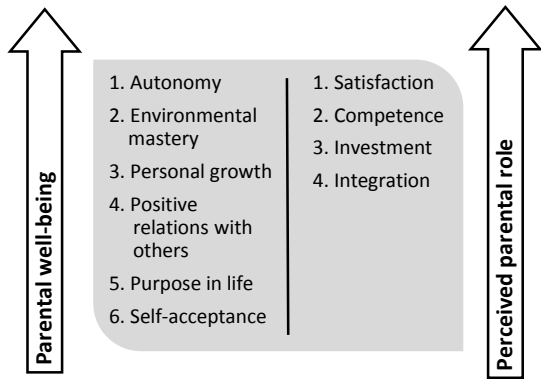 Parental well-being
1. Autonomy
2. Environmental
mastery
3. Personal growth
4. Positive
relations with
others
5. Purpose in life
6. Self-acceptance
1. Satisfaction
2. Competence
3. Investment
4. Integration
Perceived parental role